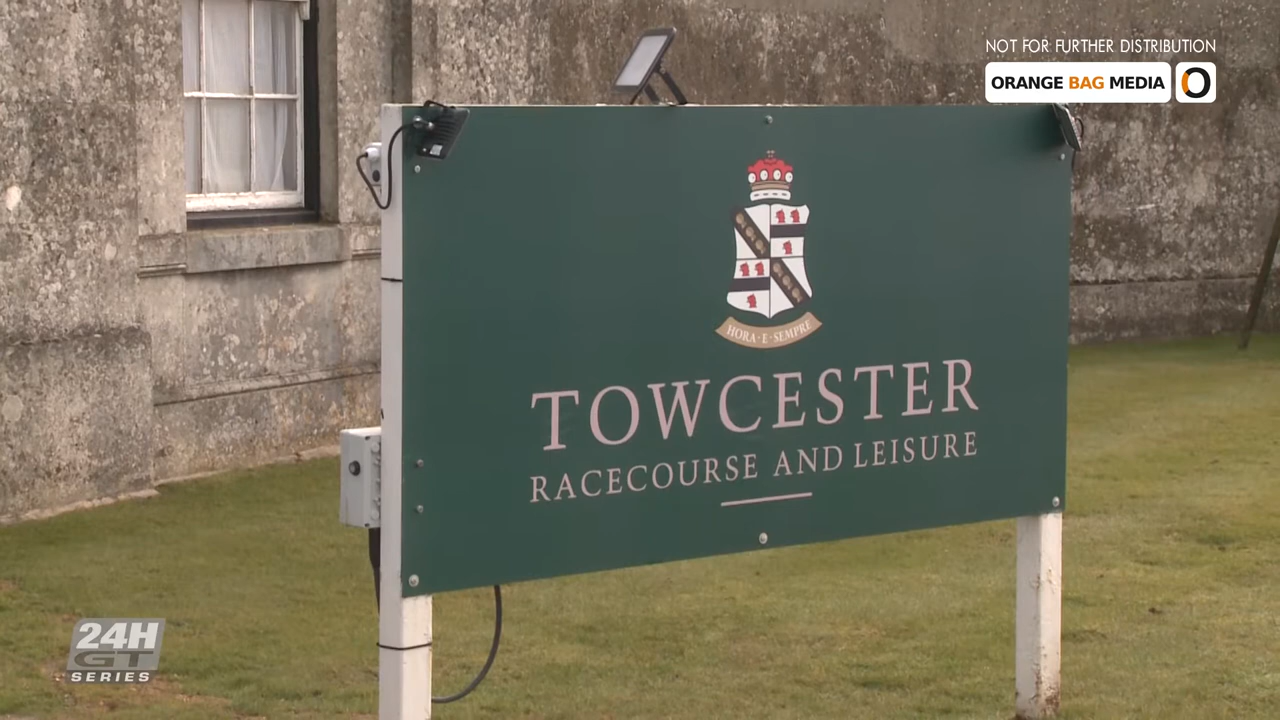 NOT FOR FURTHER DISTRIBUTION
ORANGE BAG MEDIA
HORA·E·SEMPRE
TOWCESTER
RACECOURSE AND LEISURE
24H
GT
SERIES